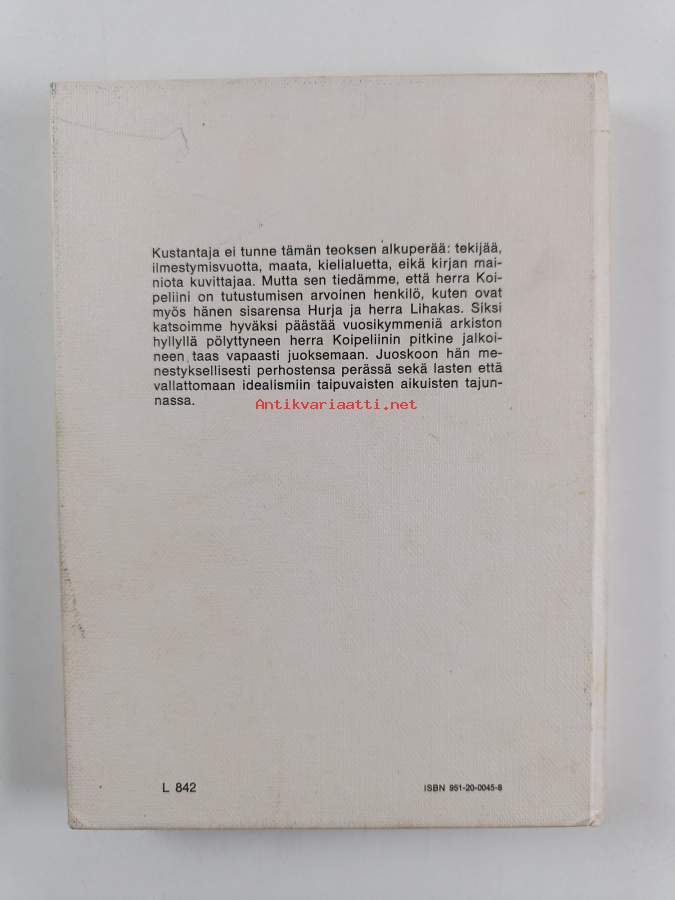 Kustantaja ei tunne tämän teoksen alkuperää: tekijää,
ilmestymisvuotta, maata, kielialuetta, eikä kirjan mai-
niota kuvittajaa. Mutta sen tiedämme, että herra Koi-
peliini on tutustumisen arvoinen henkilö, kuten ovat
myös hänen sisarensa Hurja ja herra Lihakas. Siksi
katsoimme hyväksi päästää vuosikymmeniä arkiston
hyllyllä pölyttyneen herra Koipeliinin pitkine jalkoi-
neen taas vapaasti juoksemaan. Juoskoon hän me-
nestyksellisesti perhostensa perässä sekä lasten että
vallattomaan idealismiin taipuvaisten aikuisten tajun-
nassa.
Antikvariaatti.net
L 842
ISBN 951-20-0045-8